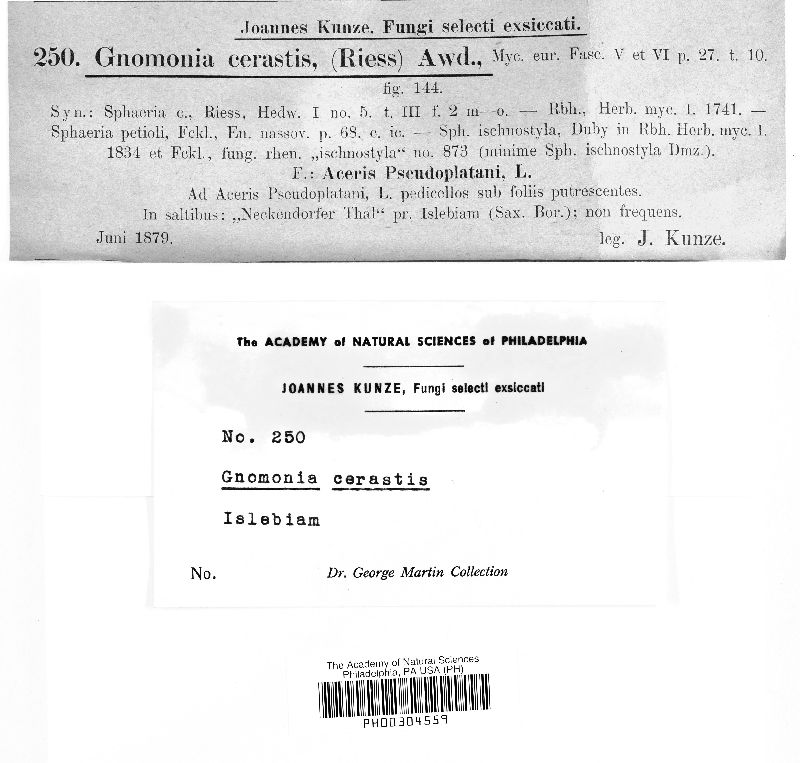 Joannes Kunze. Fungi selecti exsiccati.
250. Gnomonia cerastis, (Riess) Awd., Myc. eur. Fasc. V et VI p. 27. t. 10.
fig. 144.
Syn.: Sphaeria c., Riess, Hedw. I no. 5. t. III f. 2 m—o. — Rbh., Herb. myc. I. 1741. —
Sphaeria petioli, Fckl., En. nassov. p. 68. c. ic. — Sph. ischnostyla, Duby in Rbh. Herb. myc. I.
1834 et Fckl., fung. rhen. „ischnostyla“ no. 873 (minime Sph. ischnostyla Dmz.).
F.: Aceris Pseudoplatani, L.
Ad Aceris Pseudoplatani, L. pedicellos sub foliis putrescentes.
In saltibus: „Neckendorfer Thal“ pr. Islebiam (Sax. Bor.); non frequens.
Juni 1879. leg. J. Kunze.
The ACADEMY of NATURAL SCIENCES of PHILADELPHIA
JOANNES KUNZE, Fungi selecti exsiccati
No. 250
Gnomonia cerastis
Islebiam
No. Dr. George Martin Collection
The Academy of Natural Sciences
Philadelphia, PA USA (PH)
PH00304559